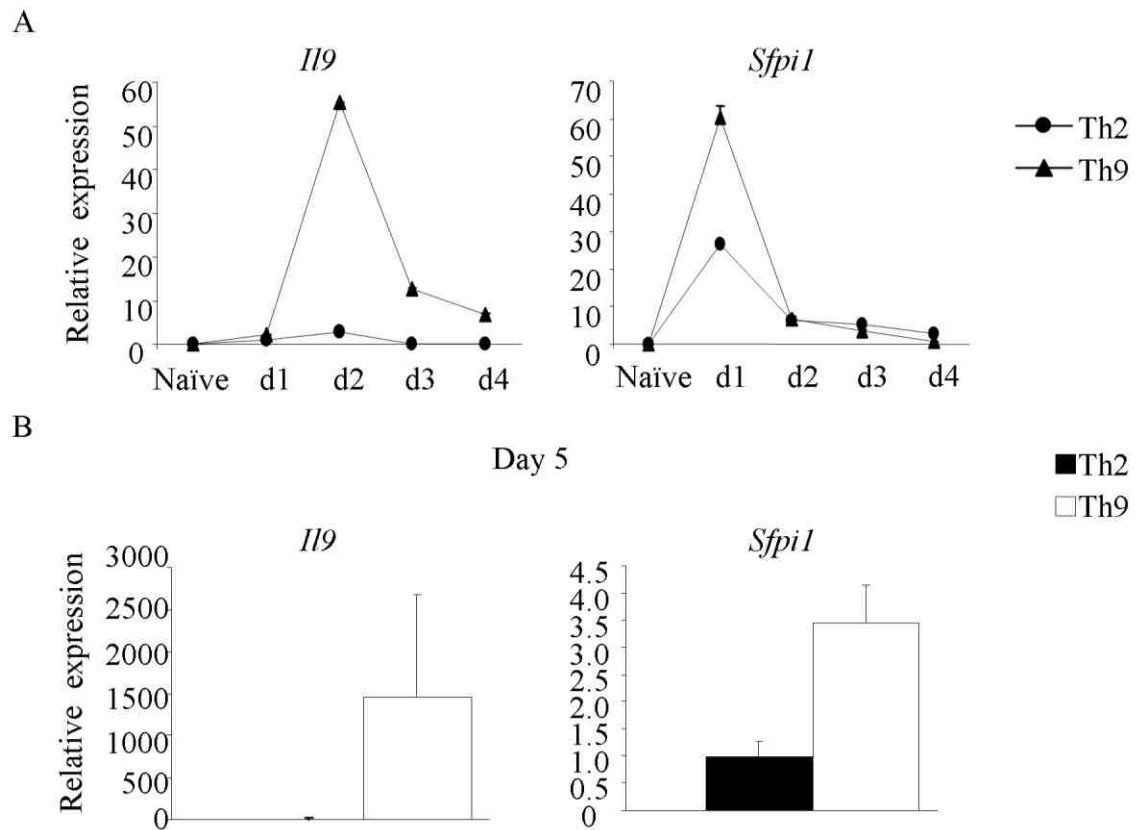 A
Il9
Sfpi1
Relative expression
60
50
40
30
20
10
0
Naïve d1 d2 d3 d4
70
60
50
40
30
20
10
0
Naïve d1 d2 d3 d4
Th2
Th9
B
Day 5
Th2
Th9
Il9
Sfpi1
Relative expression
3000
2500
2000
1500
1000
500
0
4.5
4.0
3.5
3.0
2.5
2.0
1.5
1.0
0.5
0